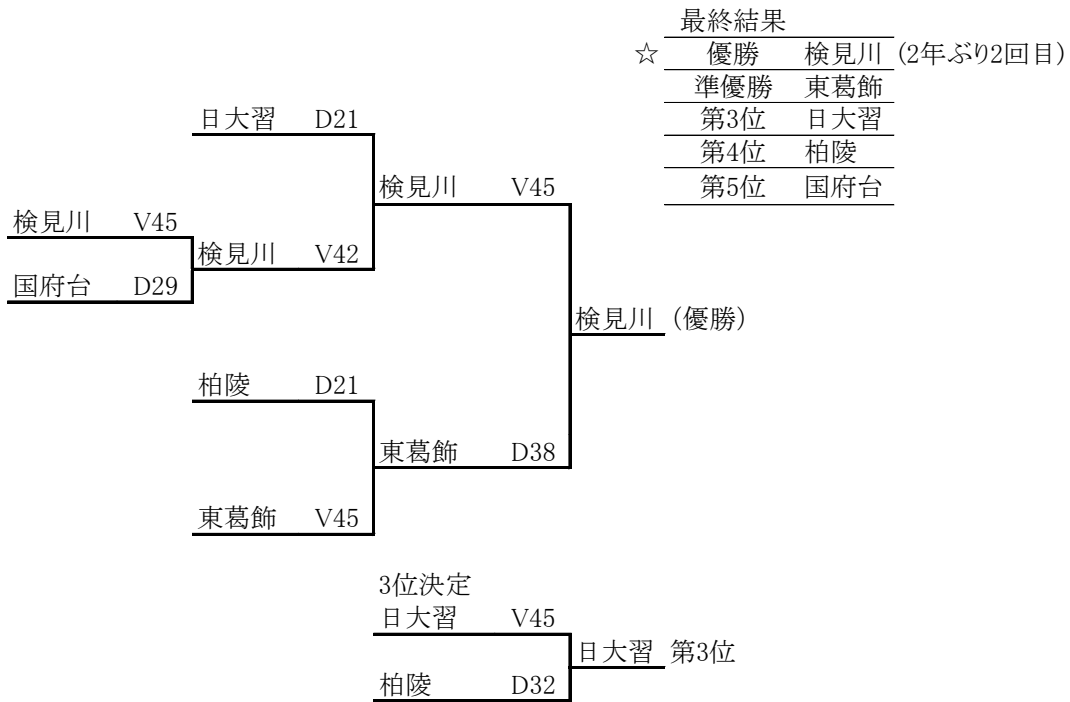 最終結果
☆ 優勝 検見川 (2年ぶり2回目)
準優勝 東葛飾
第3位 日大習
第4位 柏陵
第5位 国府台
日大習 D21
検見川 V45
検見川 V45
検見川 V42
国府台 D29
検見川 (優勝)
柏陵 D21
東葛飾 D38
東葛飾 V45
3位決定
日大習 V45
日大習 第3位
柏陵 D32